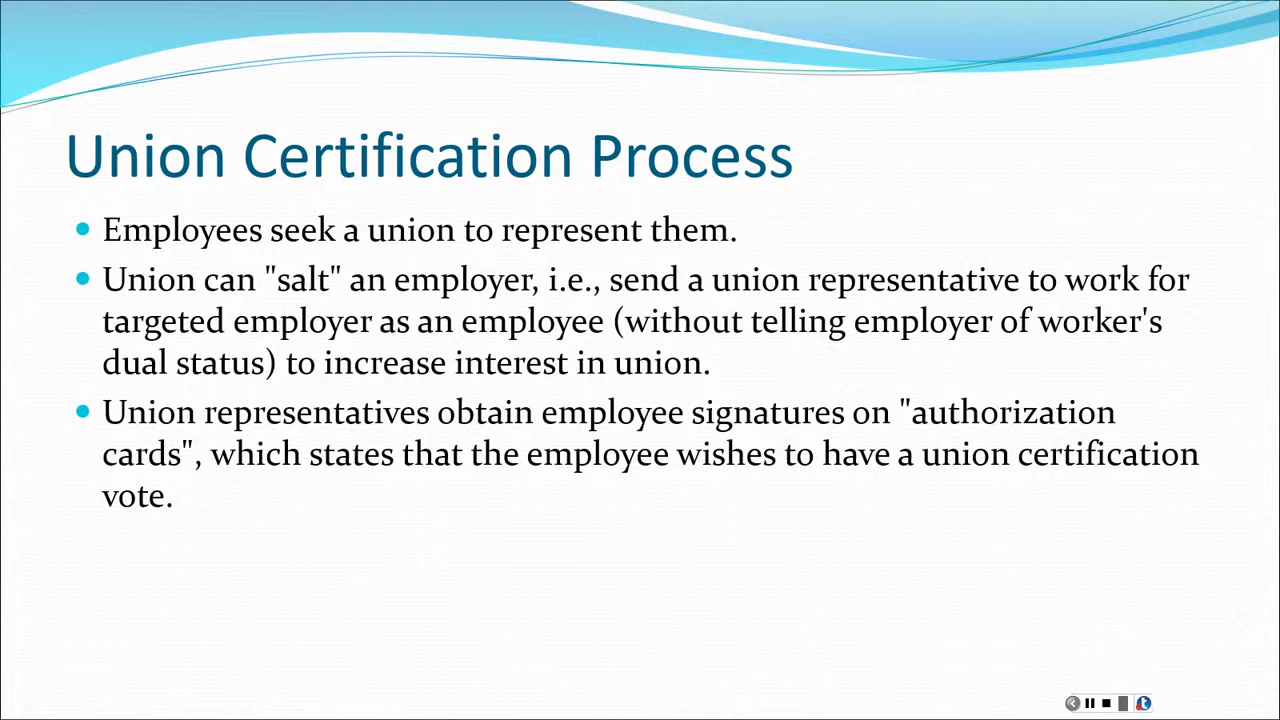 Union Certification Process
Employees seek a union to represent them.
Union can "salt" an employer, i.e., send a union representative to work for
targeted employer as an employee (without telling employer of worker's
dual status) to increase interest in union.
Union representatives obtain employee signatures on "authorization
cards", which states that the employee wishes to have a union certification
vote.